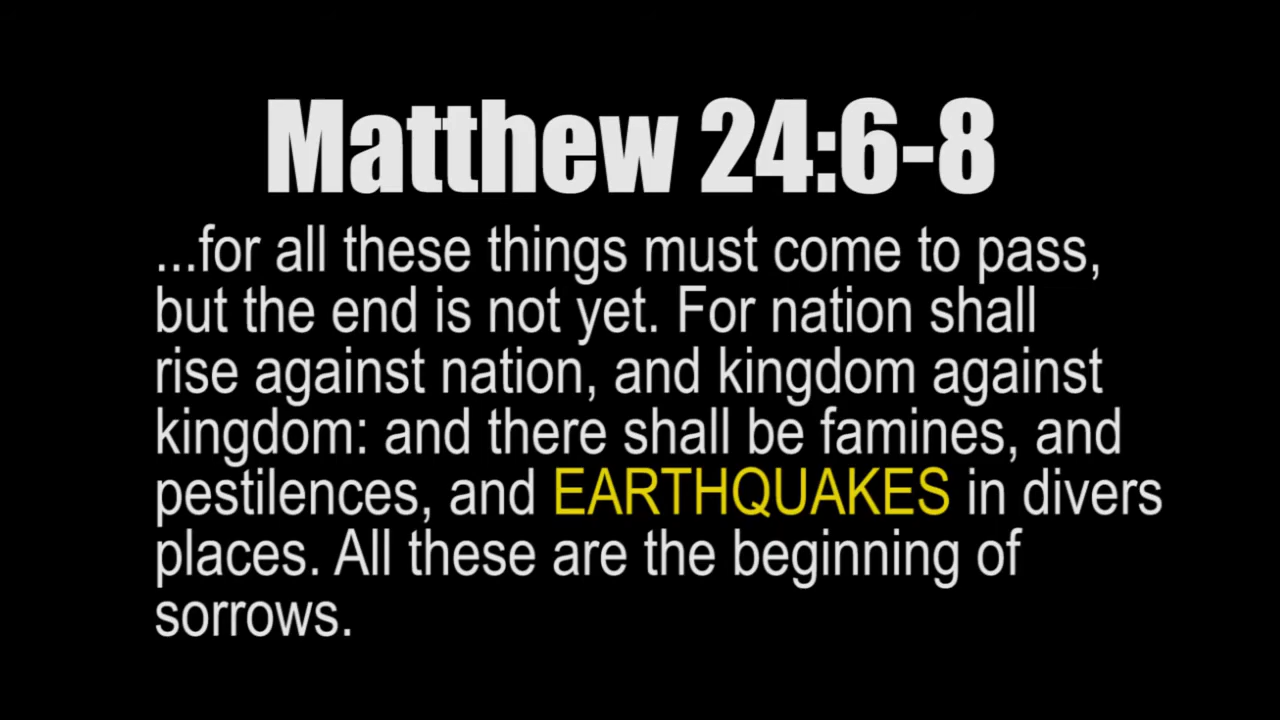 Matthew 24:6-8
...for all these things must come to pass,
but the end is not yet. For nation shall
rise against nation, and kingdom against
kingdom: and there shall be famines, and
pestilences, and EARTHQUAKES in divers
places. All these are the beginning of
sorrows.